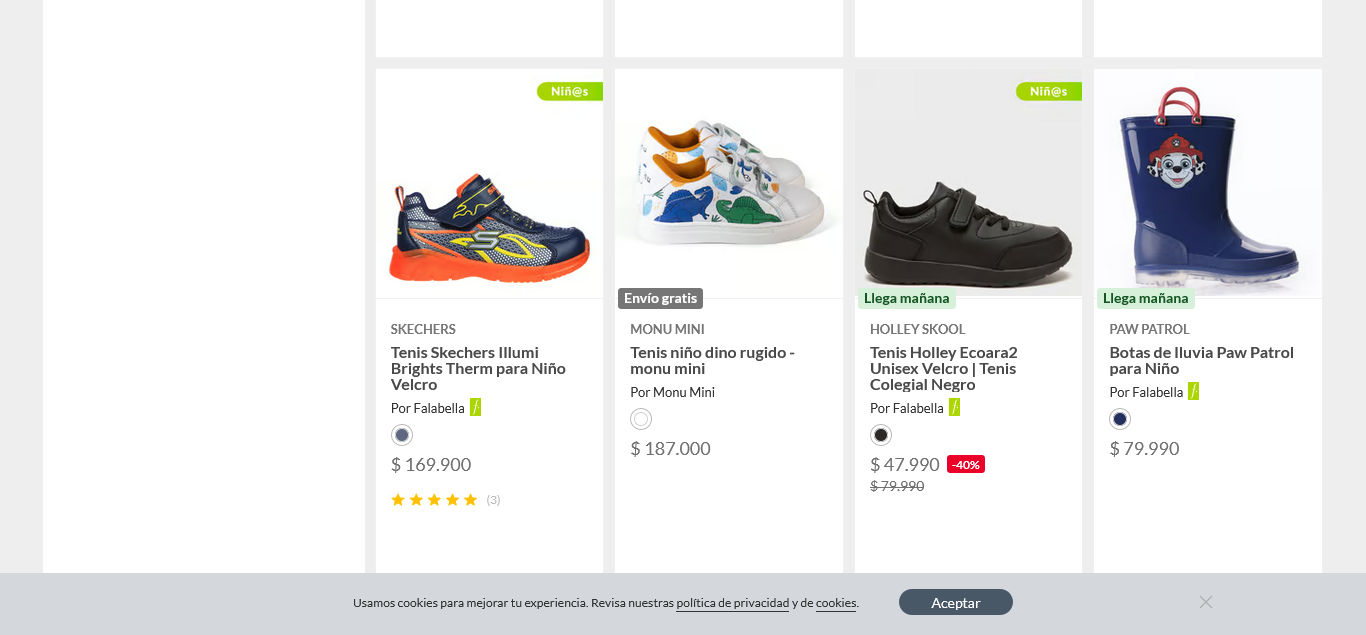 Niñ@s
SKECHERS
Tenis Skechers Illumi
Brights Therm para Niño
Velcro
Por Falabella
$ 169.900
(3)
Envío gratis
MONU MINI
Tenis niño dino rugido -
monu mini
Por Monu Mini
$ 187.000
Niñ@s
Llega mañana
HOLLEY SKOOL
Tenis Holley Ecoara2
Unisex Velcro | Tenis
Colegial Negro
Por Falabella
$ 47.990 -40%
$ 79.990
Llega mañana
PAW PATROL
Botas de lluvia Paw Patrol
para Niño
Por Falabella
$ 79.990
Usamos cookies para mejorar tu experiencia. Revisa nuestras política de privacidad y de cookies.
Aceptar